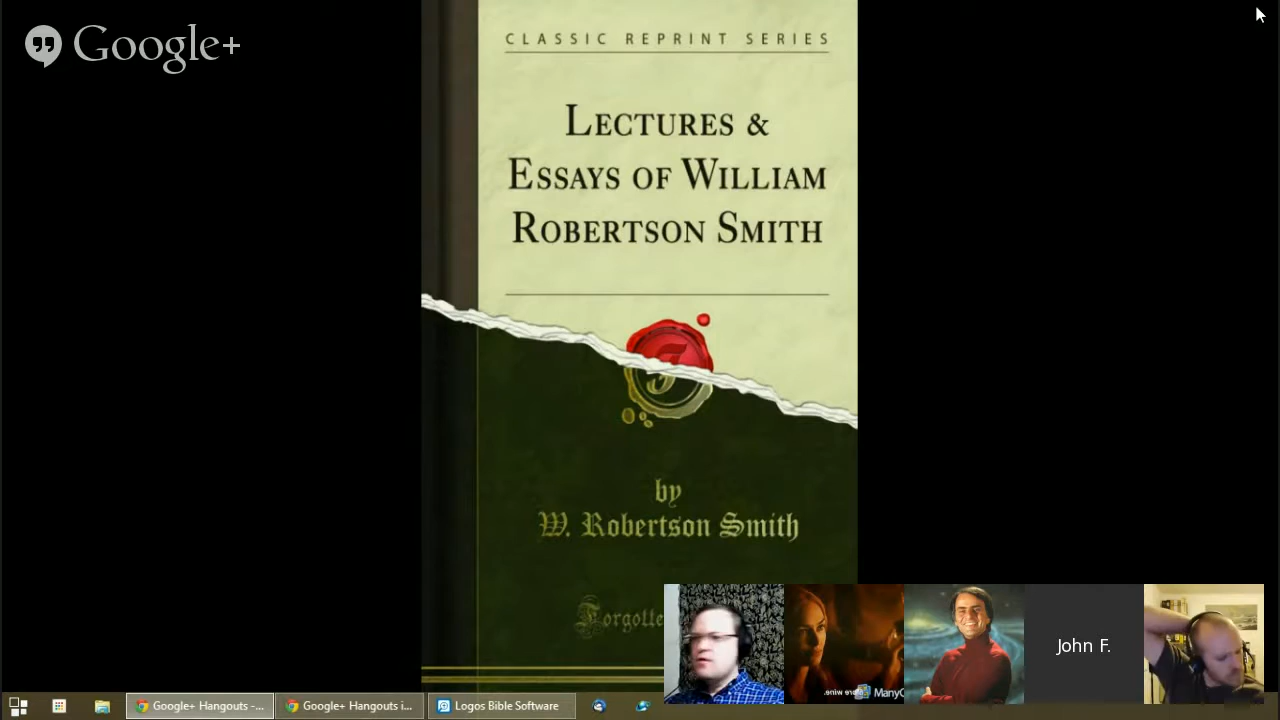 Google+
CLASSIC REPRINT SERIES
LECTURES &
ESSAYS OF WILLIAM
ROBERTSON SMITH
by
W. Robertson Smith
John F.
Google+ Hangouts -...
Google+ Hangouts i...
Logos Bible Software